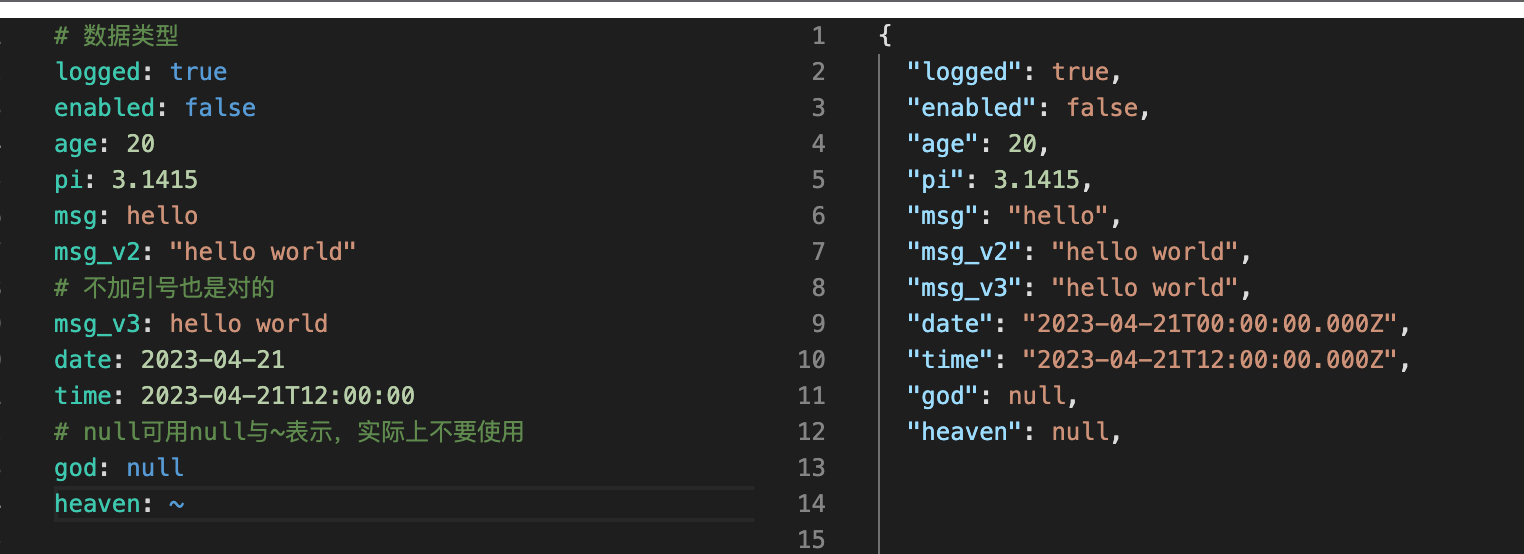 # 数据类型
logged: true
enabled: false
age: 20
pi: 3.1415
msg: hello
msg_v2: "hello world"
# 不加引号也是对的
msg_v3: hello world
date: 2023-04-21
time: 2023-04-21T12:00:00
# null可用null与~表示，实际上不要使用
god: null
heaven: ~
1 {
2 "logged": true,
3 "enabled": false,
4 "age": 20,
5 "pi": 3.1415,
6 "msg": "hello",
7 "msg_v2": "hello world",
8 "msg_v3": "hello world",
9 "date": "2023-04-21T00:00:00.000Z",
10 "time": "2023-04-21T12:00:00.000Z",
11 "god": null,
12 "heaven": null,
13
14
15